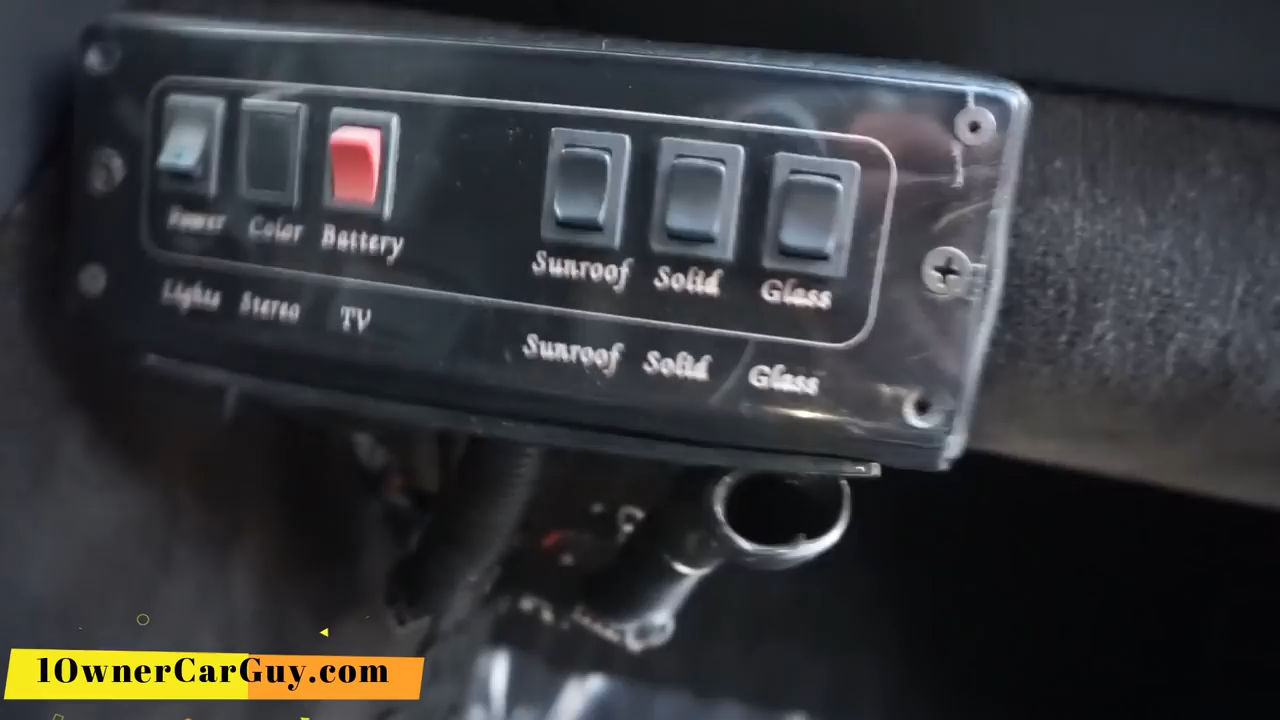 Power Color Battery
Sunroof Solid Glass
Lights Stereo TV
Sunroof Solid Glass
1OwnerCarGuy.com